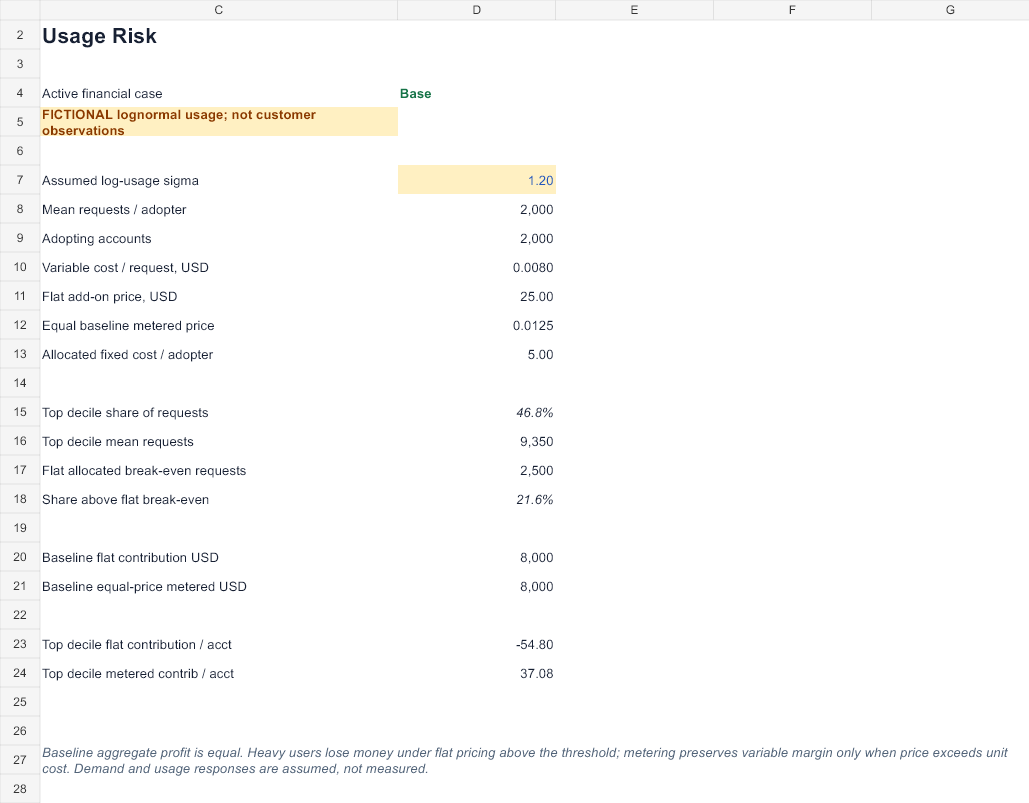 C D E F G
2 Usage Risk
3
4 Active financial case Base
5 FICTIONAL lognormal usage; not customer
observations
6
7 Assumed log-usage sigma 1.20
8 Mean requests / adopter 2,000
9 Adopting accounts 2,000
10 Variable cost / request, USD 0.0080
11 Flat add-on price, USD 25.00
12 Equal baseline metered price 0.0125
13 Allocated fixed cost / adopter 5.00
14
15 Top decile share of requests 46.8%
16 Top decile mean requests 9,350
17 Flat allocated break-even requests 2,500
18 Share above flat break-even 21.6%
19
20 Baseline flat contribution USD 8,000
21 Baseline equal-price metered USD 8,000
22
23 Top decile flat contribution / acct -54.80
24 Top decile metered contrib / acct 37.08
25
26
27 Baseline aggregate profit is equal. Heavy users lose money under flat pricing above the threshold; metering preserves variable margin only when price exceeds unit
cost. Demand and usage responses are assumed, not measured.
28